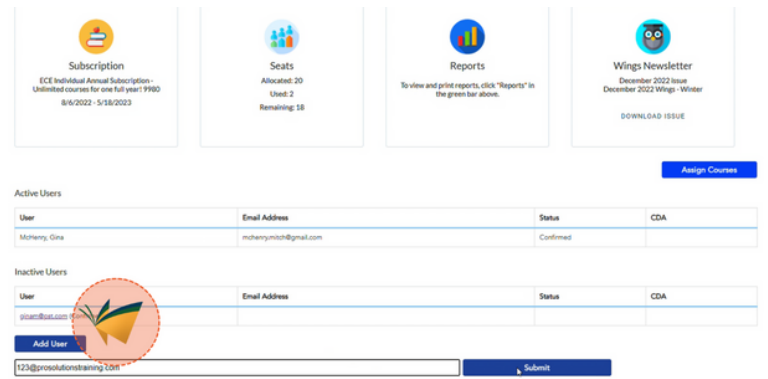 Subscription
ECE Individual Annual Subscription -
Unlimited courses for one full year! 9980
8/6/2022 - 5/18/2023
Seats
Allocated: 20
Used: 2
Remaining: 18
Reports
To view and print reports, click "Reports" in
the green bar above.
Wings Newsletter
December 2022 Issue
December 2022 Wings - Winter
DOWNLOAD ISSUE
Assign Courses
Active Users
User Email Address Status CDA
McHenry, Gina mchenry.mitch@gmail.com Confirmed
Inactive Users
User Email Address Status CDA
ginam@pst.com
Add User
123@prosolutionstraining.com Submit